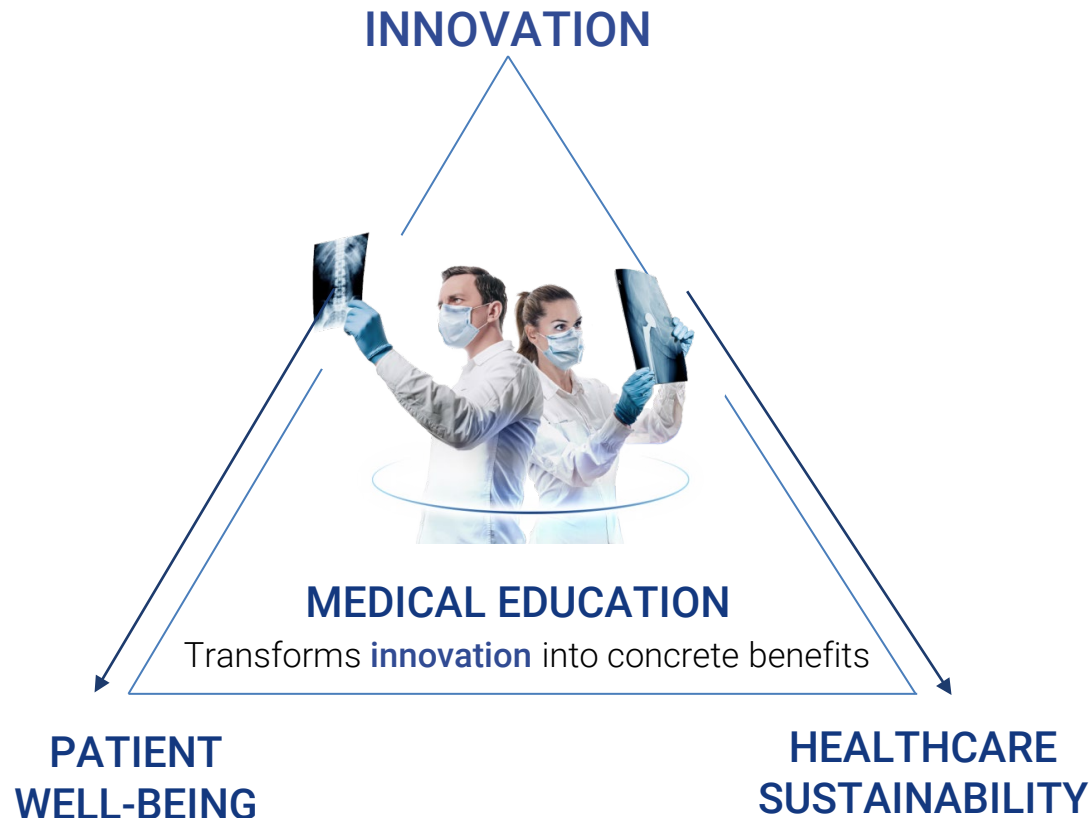 INNOVATION
MEDICAL EDUCATION
Transforms innovation into concrete benefits
PATIENT
WELL-BEING
HEALTHCARE
SUSTAINABILITY